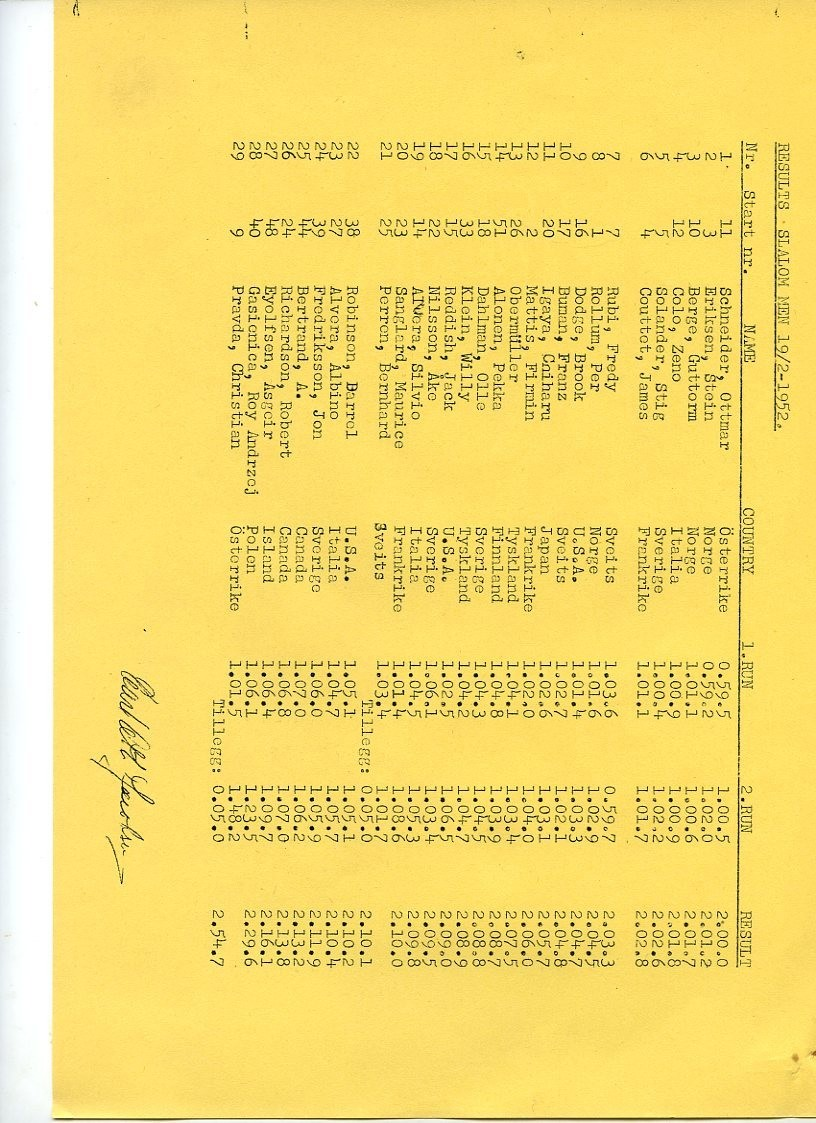 RESULTS SLALOM MEN 19/2-1952.
Nr. Start nr. NAME COUNTRY 1.RUN 2.RUN RESULT
1 11 Schneider, Ottmar Österrike 0.59.5 1.00.5 2.00.0
2 3 Eriksen, Stein Norge 0.59.2 1.02.0 2.01.2
3 10 Berge, Guttorm Norge 1.01.1 1.00.6 2.01.7
4 12 Colo, Zeno Italia 1.00.9 1.00.9 2.01.8
5 5 Solander, Stig Sverige 1.00.4 1.02.2 2.02.6
6 4 Couttet, James Frankrike 1.01.1 1.01.7 2.02.8
7 7 Rubi, Fredy Sveits 1.03.6 0.59.7 2.03.3
8 1 Rollum, Per Norge 1.01.6 1.02.9 2.04.5
9 16 Dodge, Brook U.S.A. 1.01.4 1.03.3 2.04.7
10 17 Buman, Franz Sveits 1.02.7 1.02.1 2.04.8
11 20 Igaya, Cniharu Japan 1.02.6 1.03.1 2.05.7
12 2 Mattis, Firmin Frankrike 1.02.0 1.04.0 2.06.0
13 26 Obermüller Tyskland 1.04.1 1.03.4 2.07.5
14 51 Alonen, Pekka Finnland 1.04.8 1.03.9 2.08.7
15 18 Dahlman, Olle Sverige 1.04.3 1.04.5 2.08.8
16 33 Klein, Willy Tyskland 1.04.2 1.04.7 2.08.9
17 15 Reddish, Jack U.S.A. 1.02.5 1.06.5 2.09.0
18 22 Nilsson, Åke Sverige 1.06.1 1.03.4 2.09.5
19 14 Alvera, Silvio Italia 1.04.5 1.05.3 2.09.8
20 23 Sanglard, Maurice Frankrike 1.01.4 1.08.6 2.10.0
21 25 Perren, Bernhard Sveits 1.03.4 1.01.7
Tillegg: 0.05.0 2.10.1
22 38 Robinson, Darrel U.S.A. 1.05.1 1.05.1 2.10.2
23 27 Alvera, Albino Italia 1.04.7 1.05.7 2.10.4
24 39 Fredriksson, Jon Sverige 1.06.0 1.05.9 2.11.9
25 44 Bertrand, A. Canada 1.07.0 1.06.2 2.13.2
26 24 Richardson, Robert Canada 1.06.8 1.07.0 2.13.8
27 48 Eyolfsen, Åsgeir Island 1.06.4 1.09.7 2.16.1
28 40 Gasienica, Roy Andrzej Polen 1.06.1 1.23.5 2.29.6
29 9 Pravda, Christian Österrike 1.01.5 1.48.2
Tillegg: 0.05.0 2.54.7